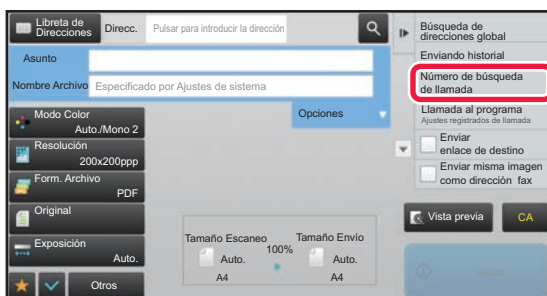 Libreta de
Direcciones
Direcc.
Pulsar para introducir la dirección
Asunto
Nombre Archivo
Especificado por Ajustes de sistema
Opciones
Modo Color
Auto./Mono 2
Resolución
200x200ppp
Form. Archivo
PDF
Original
Exposición
Auto.
Otros
Tamaño Escaneo
100%
Tamaño Envío
Auto.
Auto.
A4
A4
Búsqueda de
direcciones global
Enviando historial
Número de búsqueda
de llamada
Llamada al programa
Ajustes registrados de llamada
Enviar
enlace de destino
Enviar misma imagen
como dirección fax
Vista previa
CA